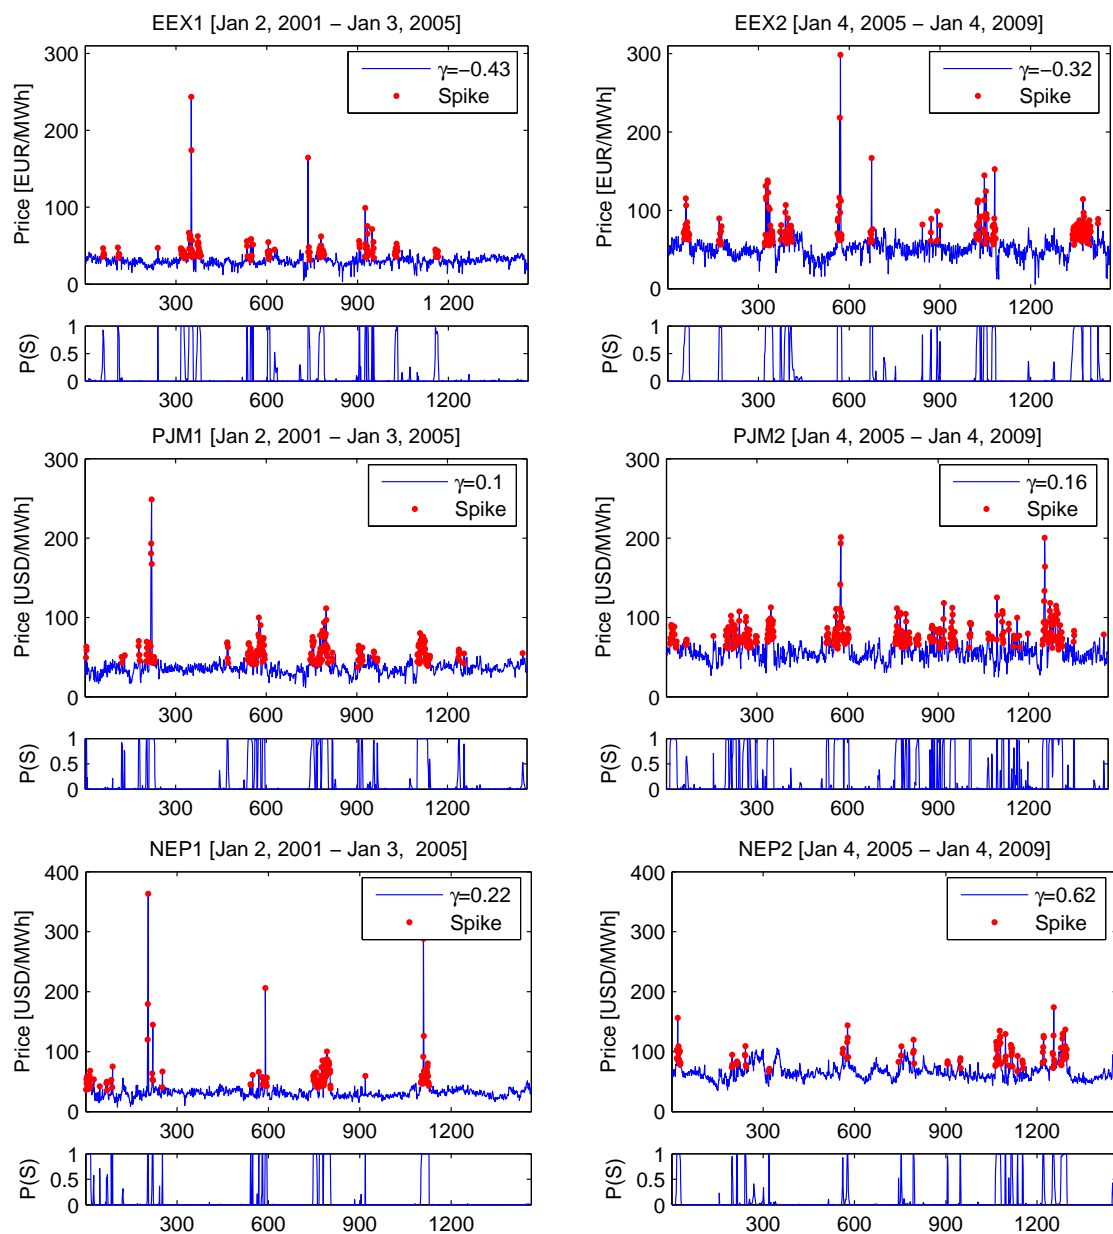 EEX1 [Jan 2, 2001 − Jan 3, 2005]
300
200
100
0
Price [EUR/MWh]
γ=−0.43
Spike
300 600 900 1200
1
0.5
0
P(S)
300 600 900 1200
EEX2 [Jan 4, 2005 − Jan 4, 2009]
300
200
100
0
Price [EUR/MWh]
γ=−0.32
Spike
300 600 900 1200
1
0.5
0
P(S)
300 600 900 1200
PJM1 [Jan 2, 2001 − Jan 3, 2005]
300
200
100
0
Price [USD/MWh]
γ=0.1
Spike
300 600 900 1200
1
0.5
0
P(S)
300 600 900 1200
PJM2 [Jan 4, 2005 − Jan 4, 2009]
300
200
100
0
Price [USD/MWh]
γ=0.16
Spike
300 600 900 1200
1
0.5
0
P(S)
300 600 900 1200
NEP1 [Jan 2, 2001 − Jan 3, 2005]
400
300
200
100
0
Price [USD/MWh]
γ=0.22
Spike
300 600 900 1200
1
0.5
0
P(S)
300 600 900 1200
NEP2 [Jan 4, 2005 − Jan 4, 2009]
400
300
200
100
0
Price [USD/MWh]
γ=0.62
Spike
300 600 900 1200
1
0.5
0
P(S)
300 600 900 1200